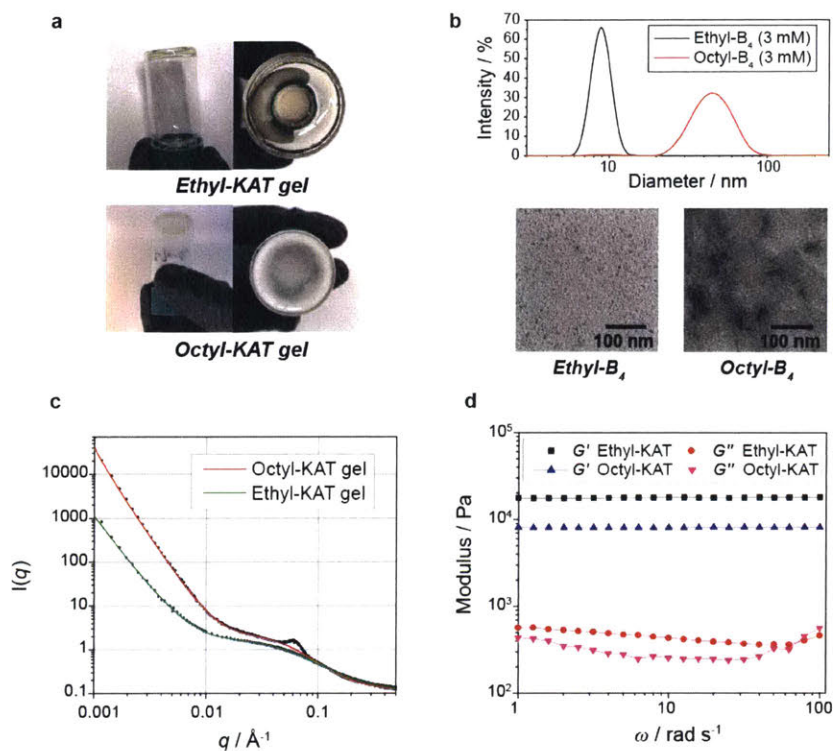 a
Ethyl-KAT gel
Octyl-KAT gel
b
Intensity / %
70
60
50
40
30
20
10
0
Ethyl-B₄ (3 mM)
Octyl-B₄ (3 mM)
10
100
Diameter / nm
100 nm
100 nm
Ethyl-B₄
Octyl-B₄
c
I(q)
10000
1000
100
10
1
0.1
Octyl-KAT gel
Ethyl-KAT gel
0.001
0.01
0.1
q / Å⁻¹
d
Modulus / Pa
10⁵
10⁴
10³
10²
G' Ethyl-KAT
G" Ethyl-KAT
G' Octyl-KAT
G" Octyl-KAT
1
10
100
ω / rad s⁻¹